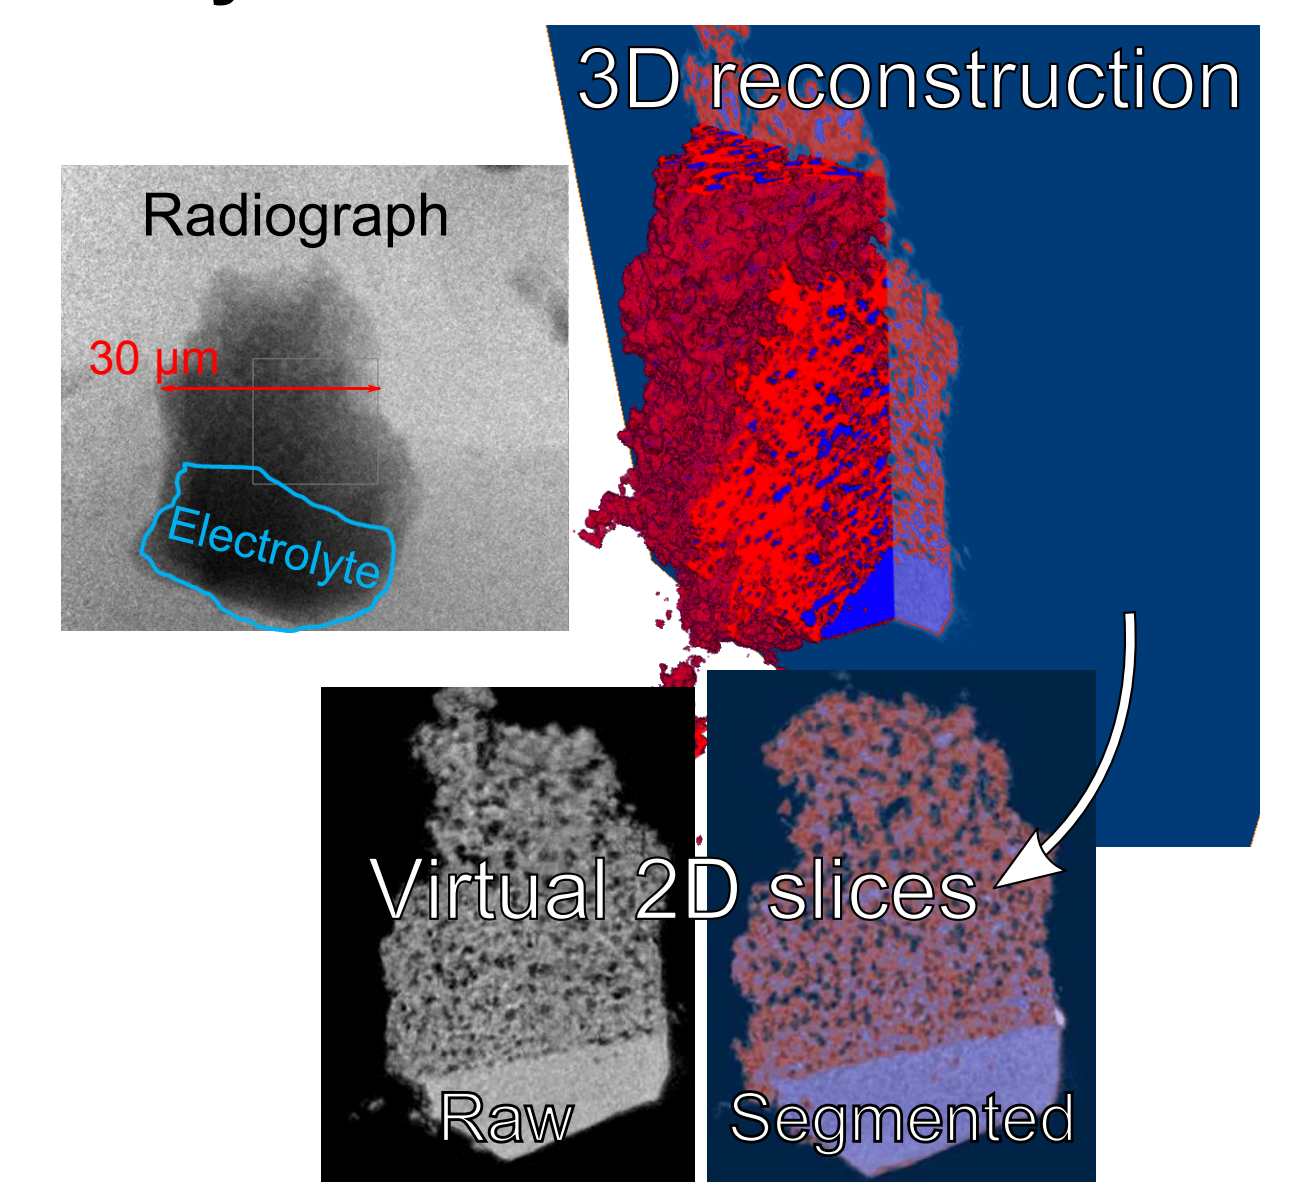 3D reconstruction
Radiograph
30 µm
Electrolyte
Virtual 2D slices
Raw
Segmented